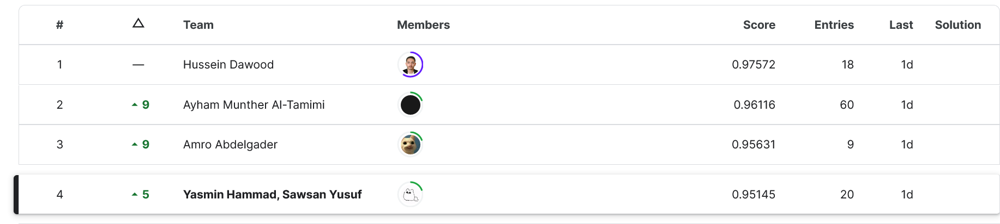 # △ Team Members Score Entries Last Solution
1 — Hussein Dawood 0.97572 18 1d
2 ▲ 9 Ayham Munther Al-Tamimi 0.96116 60 1d
3 ▲ 9 Amro Abdelgader 0.95631 9 1d
4 ▲ 5 Yasmin Hammad, Sawsan Yusuf 0.95145 20 1d